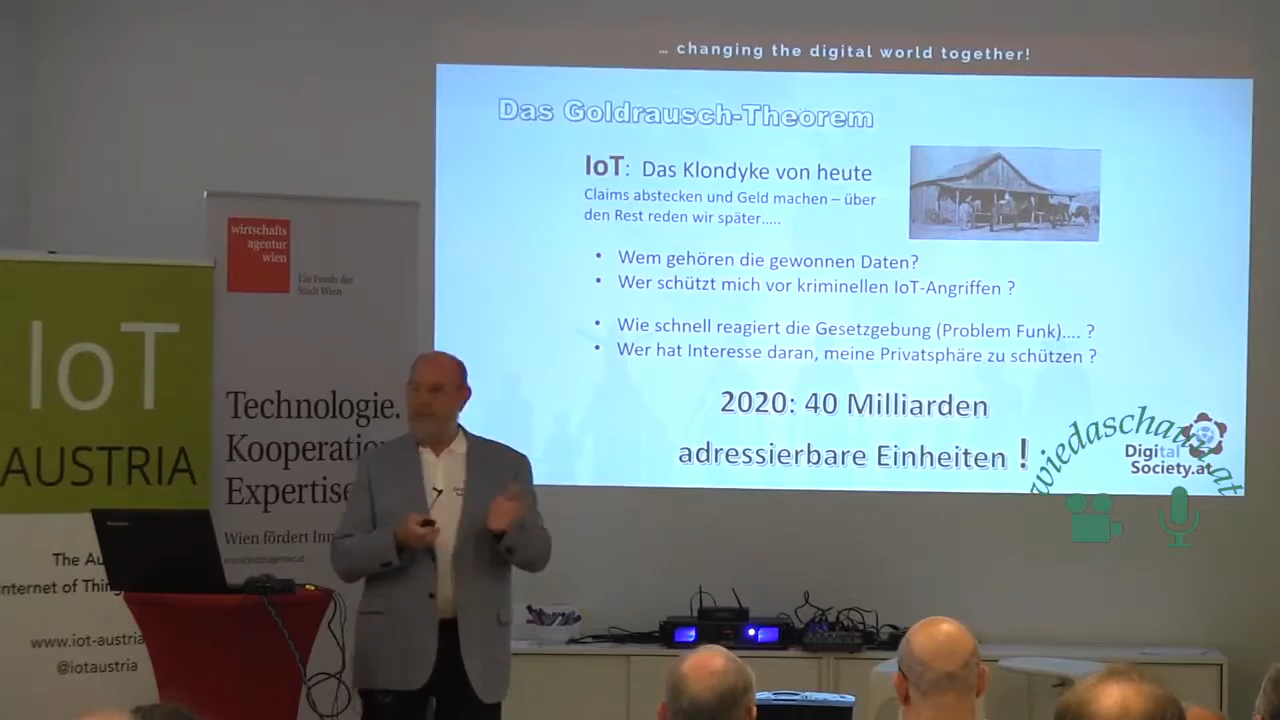 … changing the digital world together!
Das Goldrausch-Theorem
IoT: Das Klondyke von heute
Claims abstecken und Geld machen – über
den Rest reden wir später.....
• Wem gehören die gewonnen Daten?
• Wer schützt mich vor kriminellen IoT-Angriffen ?
• Wie schnell reagiert die Gesetzgebung (Problem Funk).... ?
• Wer hat Interesse daran, meine Privatsphäre zu schützen ?
2020: 40 Milliarden
adressierbare Einheiten !
Digital
Society.at
wiedaschaun.at
wirtschafts
agentur
wien
Ein Fonds der
Stadt Wien
Technologie.
Kooperatio
Expertise
Wien fördert Inn
IoT
AUSTRIA
The Au
nternet of Thing
www.iot-austria
@iotaustria